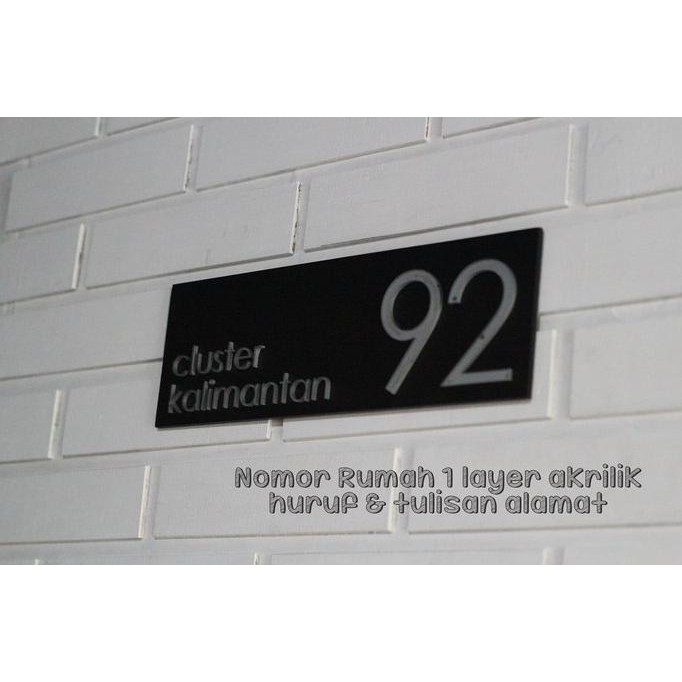 92
cluster
kalimantan
Nomor Rumah 1 layer akrilik
huruf & tulisan alamat